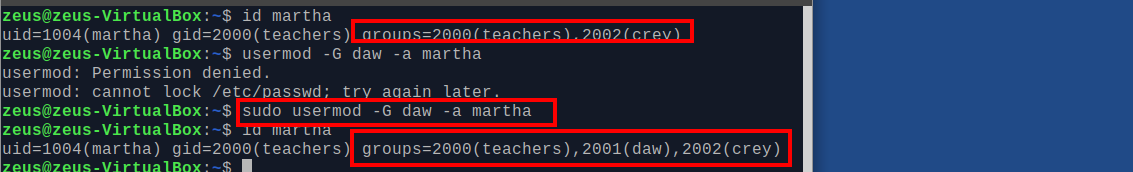 zeus@zeus-VirtualBox:~$ id martha
uid=1004(martha) gid=2000(teachers) groups=2000(teachers),2002(crey)
zeus@zeus-VirtualBox:~$ usermod -G daw -a martha
usermod: Permission denied.
usermod: cannot lock /etc/passwd; try again later.
zeus@zeus-VirtualBox:~$ sudo usermod -G daw -a martha
zeus@zeus-VirtualBox:~$ id martha
uid=1004(martha) gid=2000(teachers) groups=2000(teachers),2001(daw),2002(crey)
zeus@zeus-VirtualBox:~$